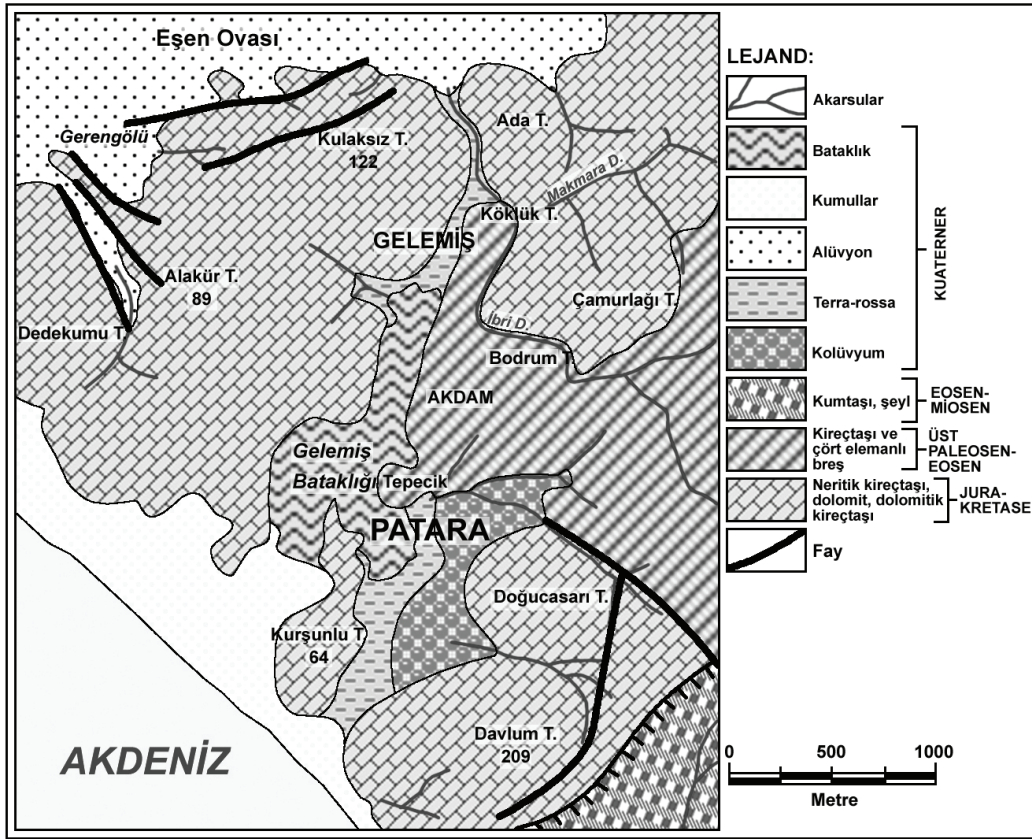 Eşen Ovası
Gerengölü
Kulaksız T.
122
Ada T.
Makmara D.
Köklük T.
GELEMİŞ
Alakür T.
89
Çamurlağı T.
Dedekumu T.
İbri D.
Bodrum T.
AKDAM
Gelemiş
Bataklığı
Tepecik
PATARA
Doğucasarı T.
Kurşunlu T.
64
Davlum T.
209
AKDENİZ
LEJAND:
Akarsular
Bataklık
Kumullar
Alüvyon
Terra-rossa
Kolüvyum
KUATERNER
Kumtaşı, şeyl
EOSEN-
MİOSEN
Kireçtaşı ve
çört elemanlı
breş
ÜST
PALEOSEN-
EOSEN
Neritik kireçtaşı,
dolomit, dolomitik
kireçtaşı
JURA-
KRETASE
Fay
0 500 1000
Metre